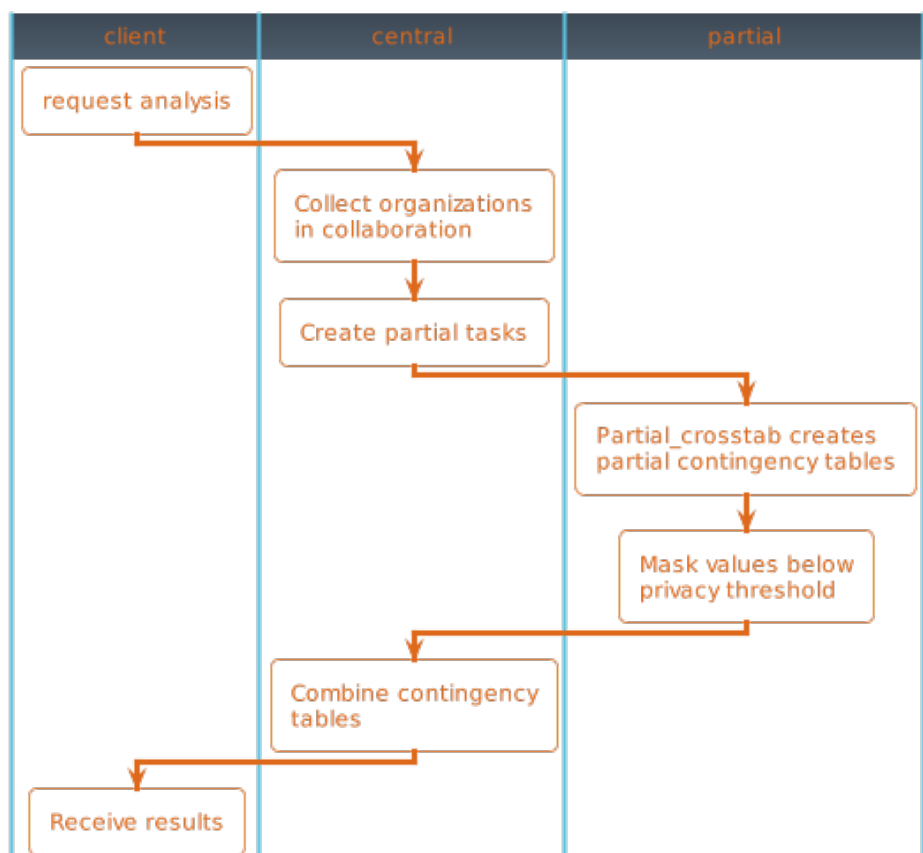 client
central
partial
request analysis
Collect organizations
in collaboration
Create partial tasks
Partial_crosstab creates
partial contingency tables
Mask values below
privacy threshold
Combine contingency
tables
Receive results